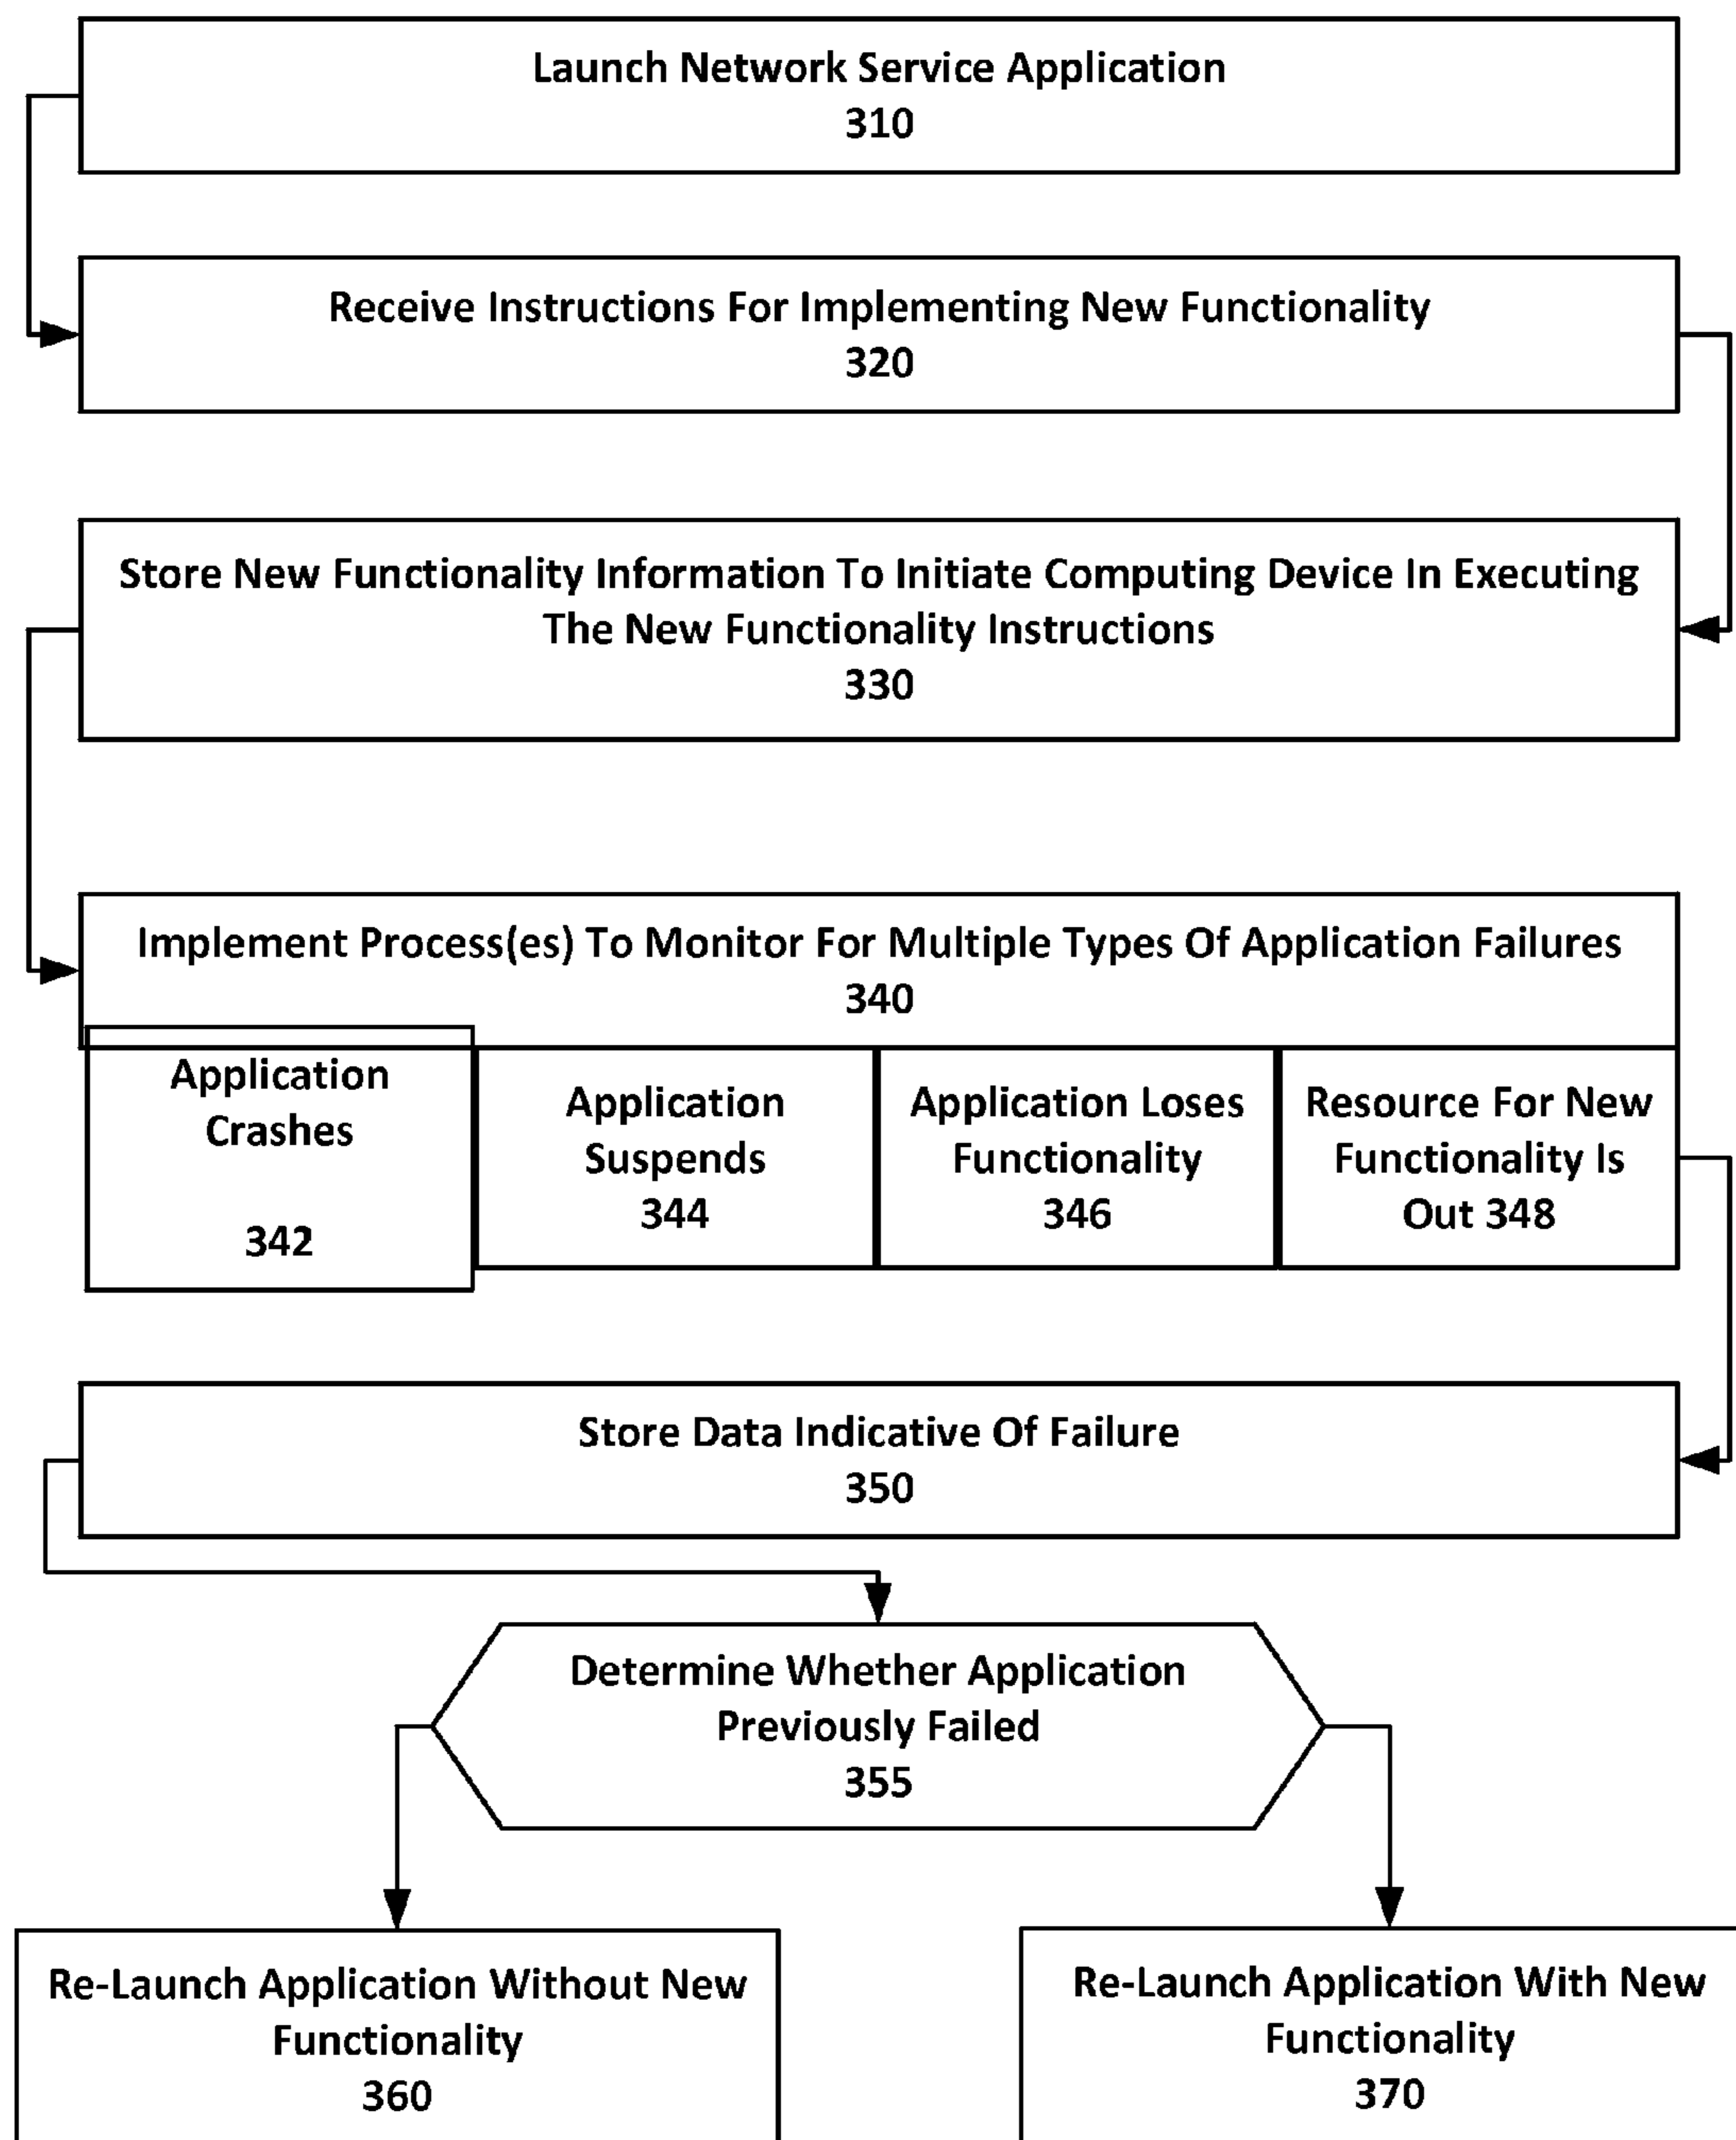 Launch Network Service Application
310
Receive Instructions For Implementing New Functionality
320
Store New Functionality Information To Initiate Computing Device In Executing
The New Functionality Instructions
330
Implement Process(es) To Monitor For Multiple Types Of Application Failures
340
Application
Crashes
342
Application
Suspends
344
Application Loses
Functionality
346
Resource For New
Functionality Is
Out 348
Store Data Indicative Of Failure
350
Determine Whether Application
Previously Failed
355
Re-Launch Application Without New
Functionality
360
Re-Launch Application With New
Functionality
370